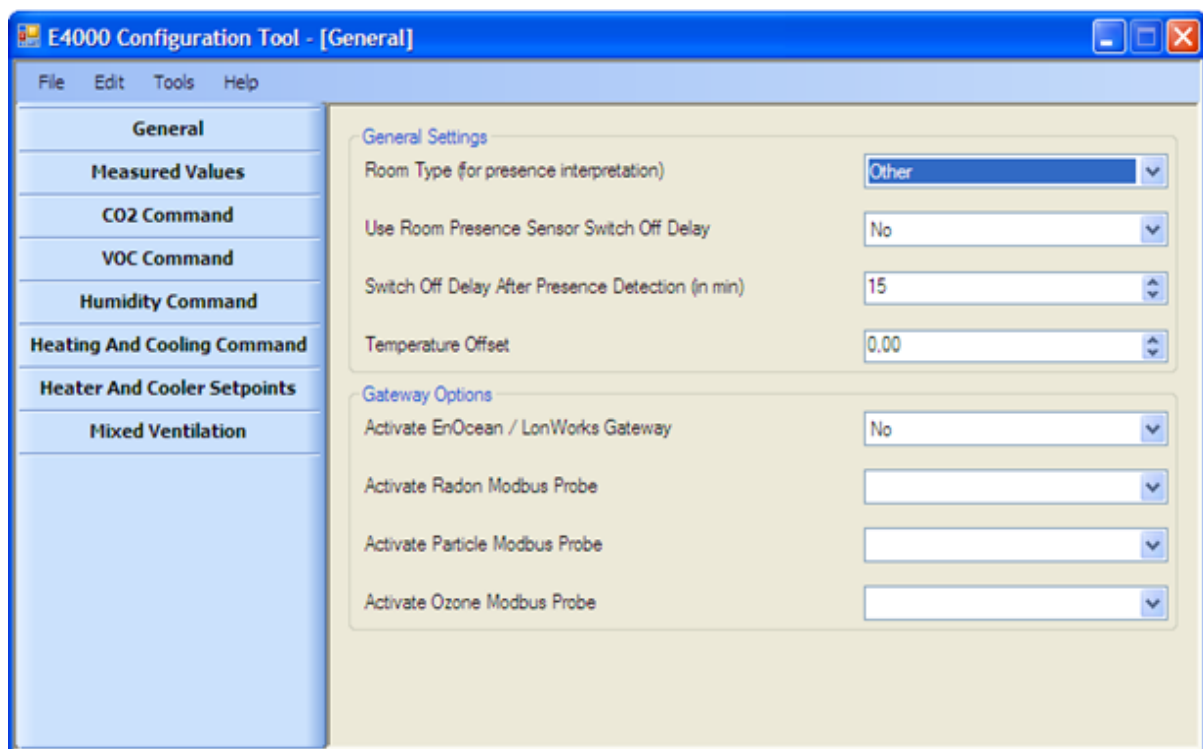 E4000 Configuration Tool - [General]
File Edit Tools Help
General
Measured Values
CO2 Command
VOC Command
Humidity Command
Heating And Cooling Command
Heater And Cooler Setpoints
Mixed Ventilation
General Settings
Room Type (for presence interpretation) Other
Use Room Presence Sensor Switch Off Delay No
Switch Off Delay After Presence Detection (in min) 15
Temperature Offset 0,00
Gateway Options
Activate EnOcean / LonWorks Gateway No
Activate Radon Modbus Probe
Activate Particle Modbus Probe
Activate Ozone Modbus Probe